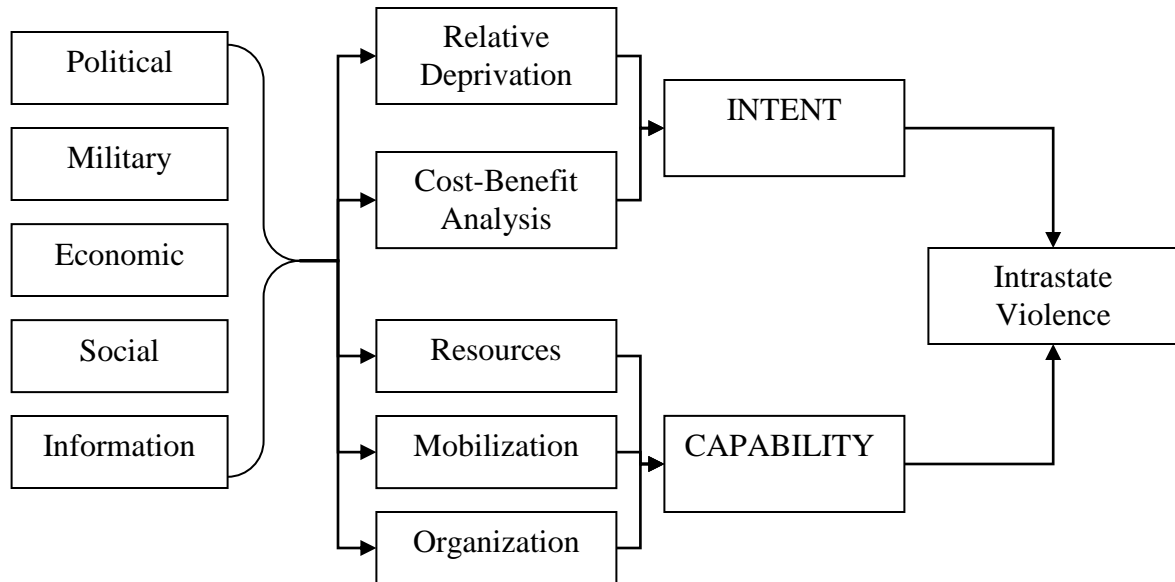 Political
Military
Economic
Social
Information
Relative
Deprivation
Cost-Benefit
Analysis
Resources
Mobilization
Organization
INTENT
CAPABILITY
Intrastate
Violence